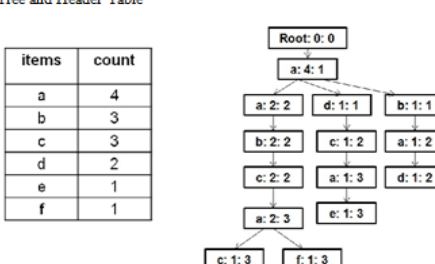 Tree and Header Table
items count
a 4
b 3
c 3
d 2
e 1
f 1
Root: 0: 0
a: 4: 1
a: 2: 2 d: 1: 1 b: 1: 1
b: 2: 2 c: 1: 2 a: 1: 2
c: 2: 2 a: 1: 3 d: 1: 2
a: 2: 3 e: 1: 3
c: 1: 3 f: 1: 3